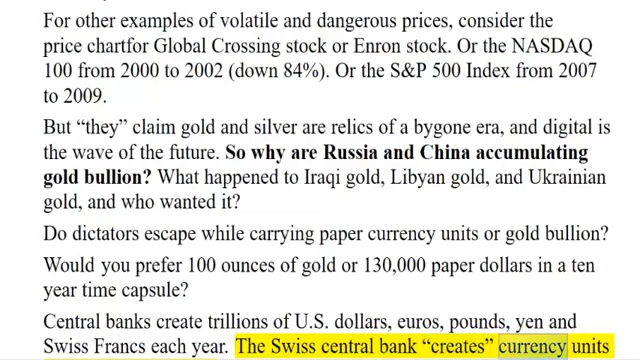 For other examples of volatile and dangerous prices, consider the
price chartfor Global Crossing stock or Enron stock. Or the NASDAQ
100 from 2000 to 2002 (down 84%). Or the S&P 500 Index from 2007
to 2009.
But “they” claim gold and silver are relics of a bygone era, and digital is
the wave of the future. So why are Russia and China accumulating
gold bullion? What happened to Iraqi gold, Libyan gold, and Ukrainian
gold, and who wanted it?
Do dictators escape while carrying paper currency units or gold bullion?
Would you prefer 100 ounces of gold or 130,000 paper dollars in a ten
year time capsule?
Central banks create trillions of U.S. dollars, euros, pounds, yen and
Swiss Francs each year. The Swiss central bank “creates” currency units